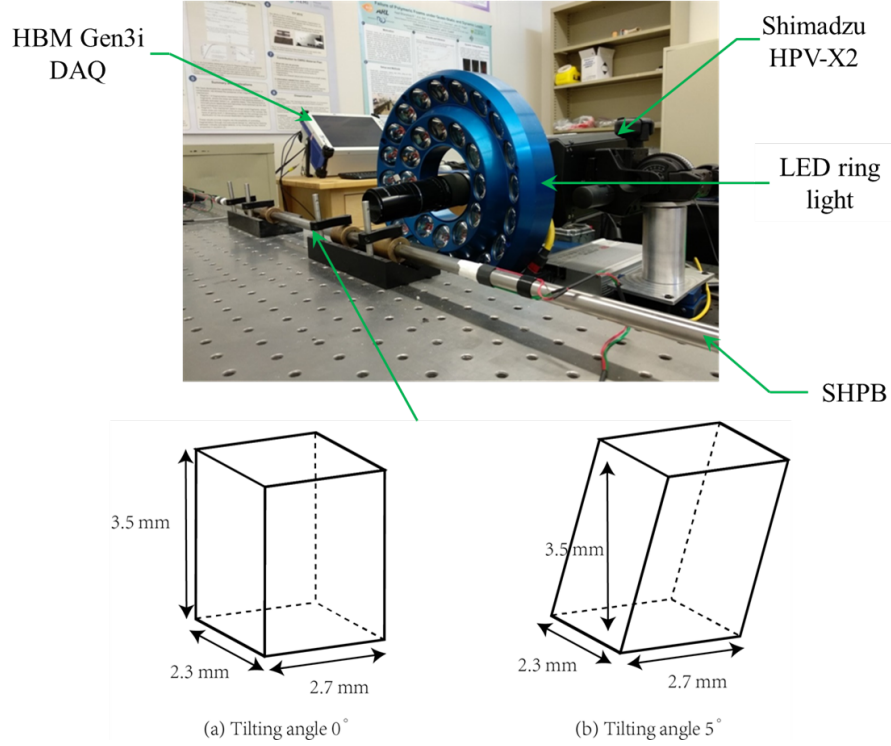 HBM Gen3i
DAQ
Shimadzu
HPV-X2
LED ring
light
SHPB
3.5 mm
2.3 mm
2.7 mm
(a) Tilting angle 0°
3.5 mm
2.3 mm
2.7 mm
(b) Tilting angle 5°